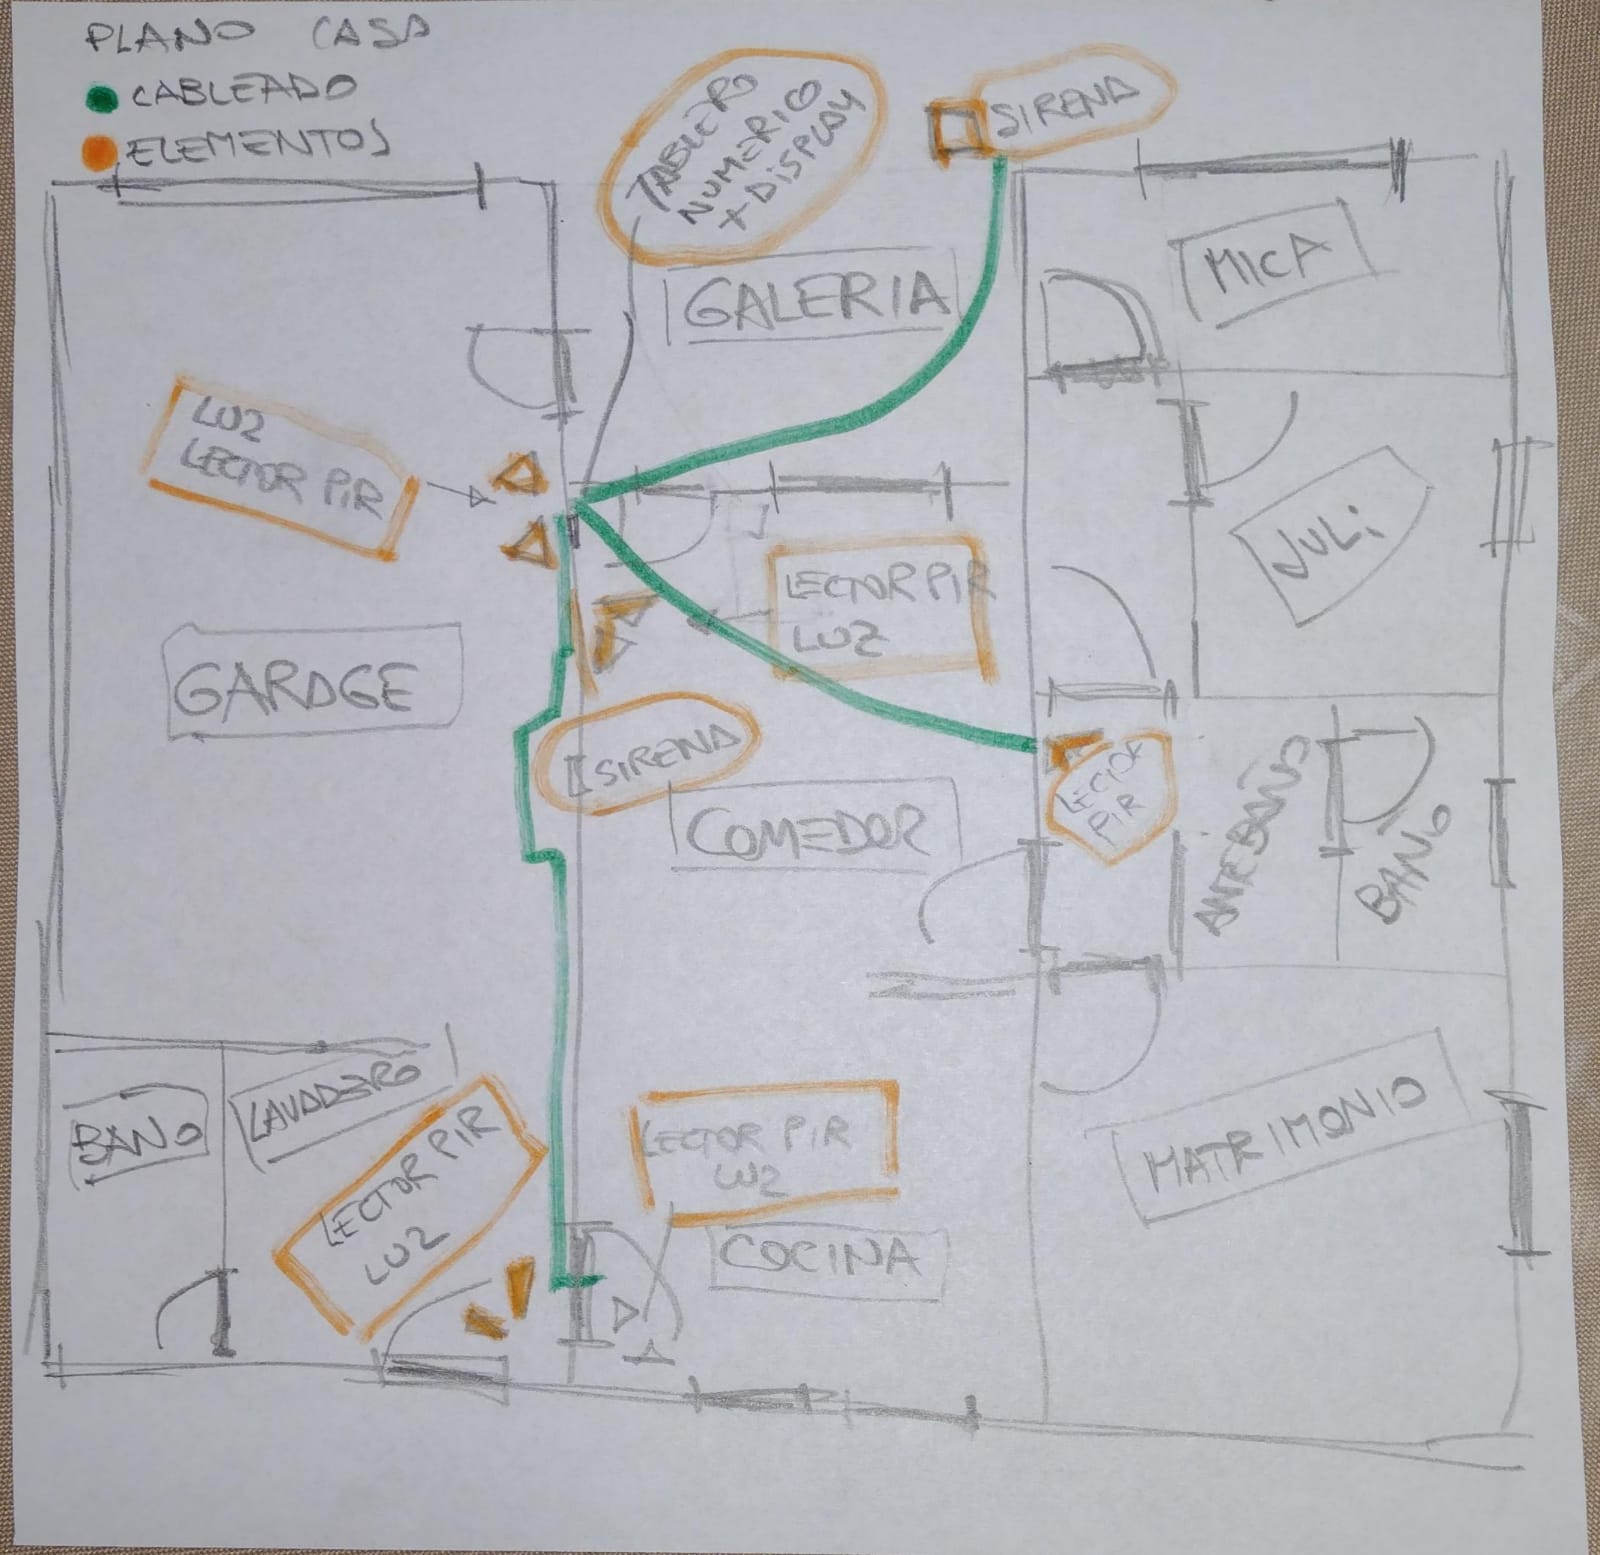 PLANO CASA
CABLEADO
ELEMENTOS
TABLERO
NUMERICO
+ DISPLAY
SIRENA
GALERIA
MICA
LUZ
LECTOR PIR
JULI
LECTOR PIR
LUZ
GARAGE
SIRENA
LECTOR
PIR
COMEDOR
ANTEBAÑO
BAÑO
BAÑO
LAVADERO
LECTOR PIR
LUZ
LECTOR PIR
LUZ
MATRIMONIO
COCINA